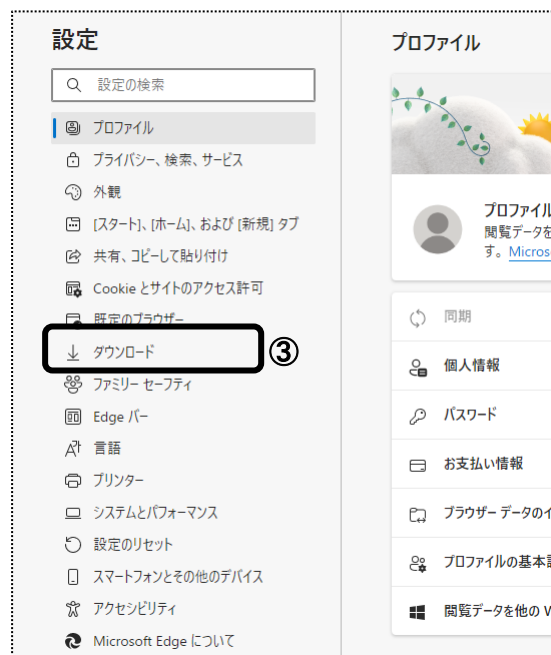 設定
設定の検索
プロファイル
プライバシー、検索、サービス
外観
[スタート]、[ホーム]、および [新規] タブ
共有、コピーして貼り付け
Cookie とサイトのアクセス許可
既定のブラウザー
ダウンロード
③
ファミリー セーフティ
Edge バー
言語
プリンター
システムとパフォーマンス
設定のリセット
スマートフォンとその他のデバイス
アクセシビリティ
Microsoft Edge について
プロファイル
プロファイル
閲覧データを
す。Micros
同期
個人情報
パスワード
お支払い情報
ブラウザー データのイ
プロファイルの基本
閲覧データを他の W